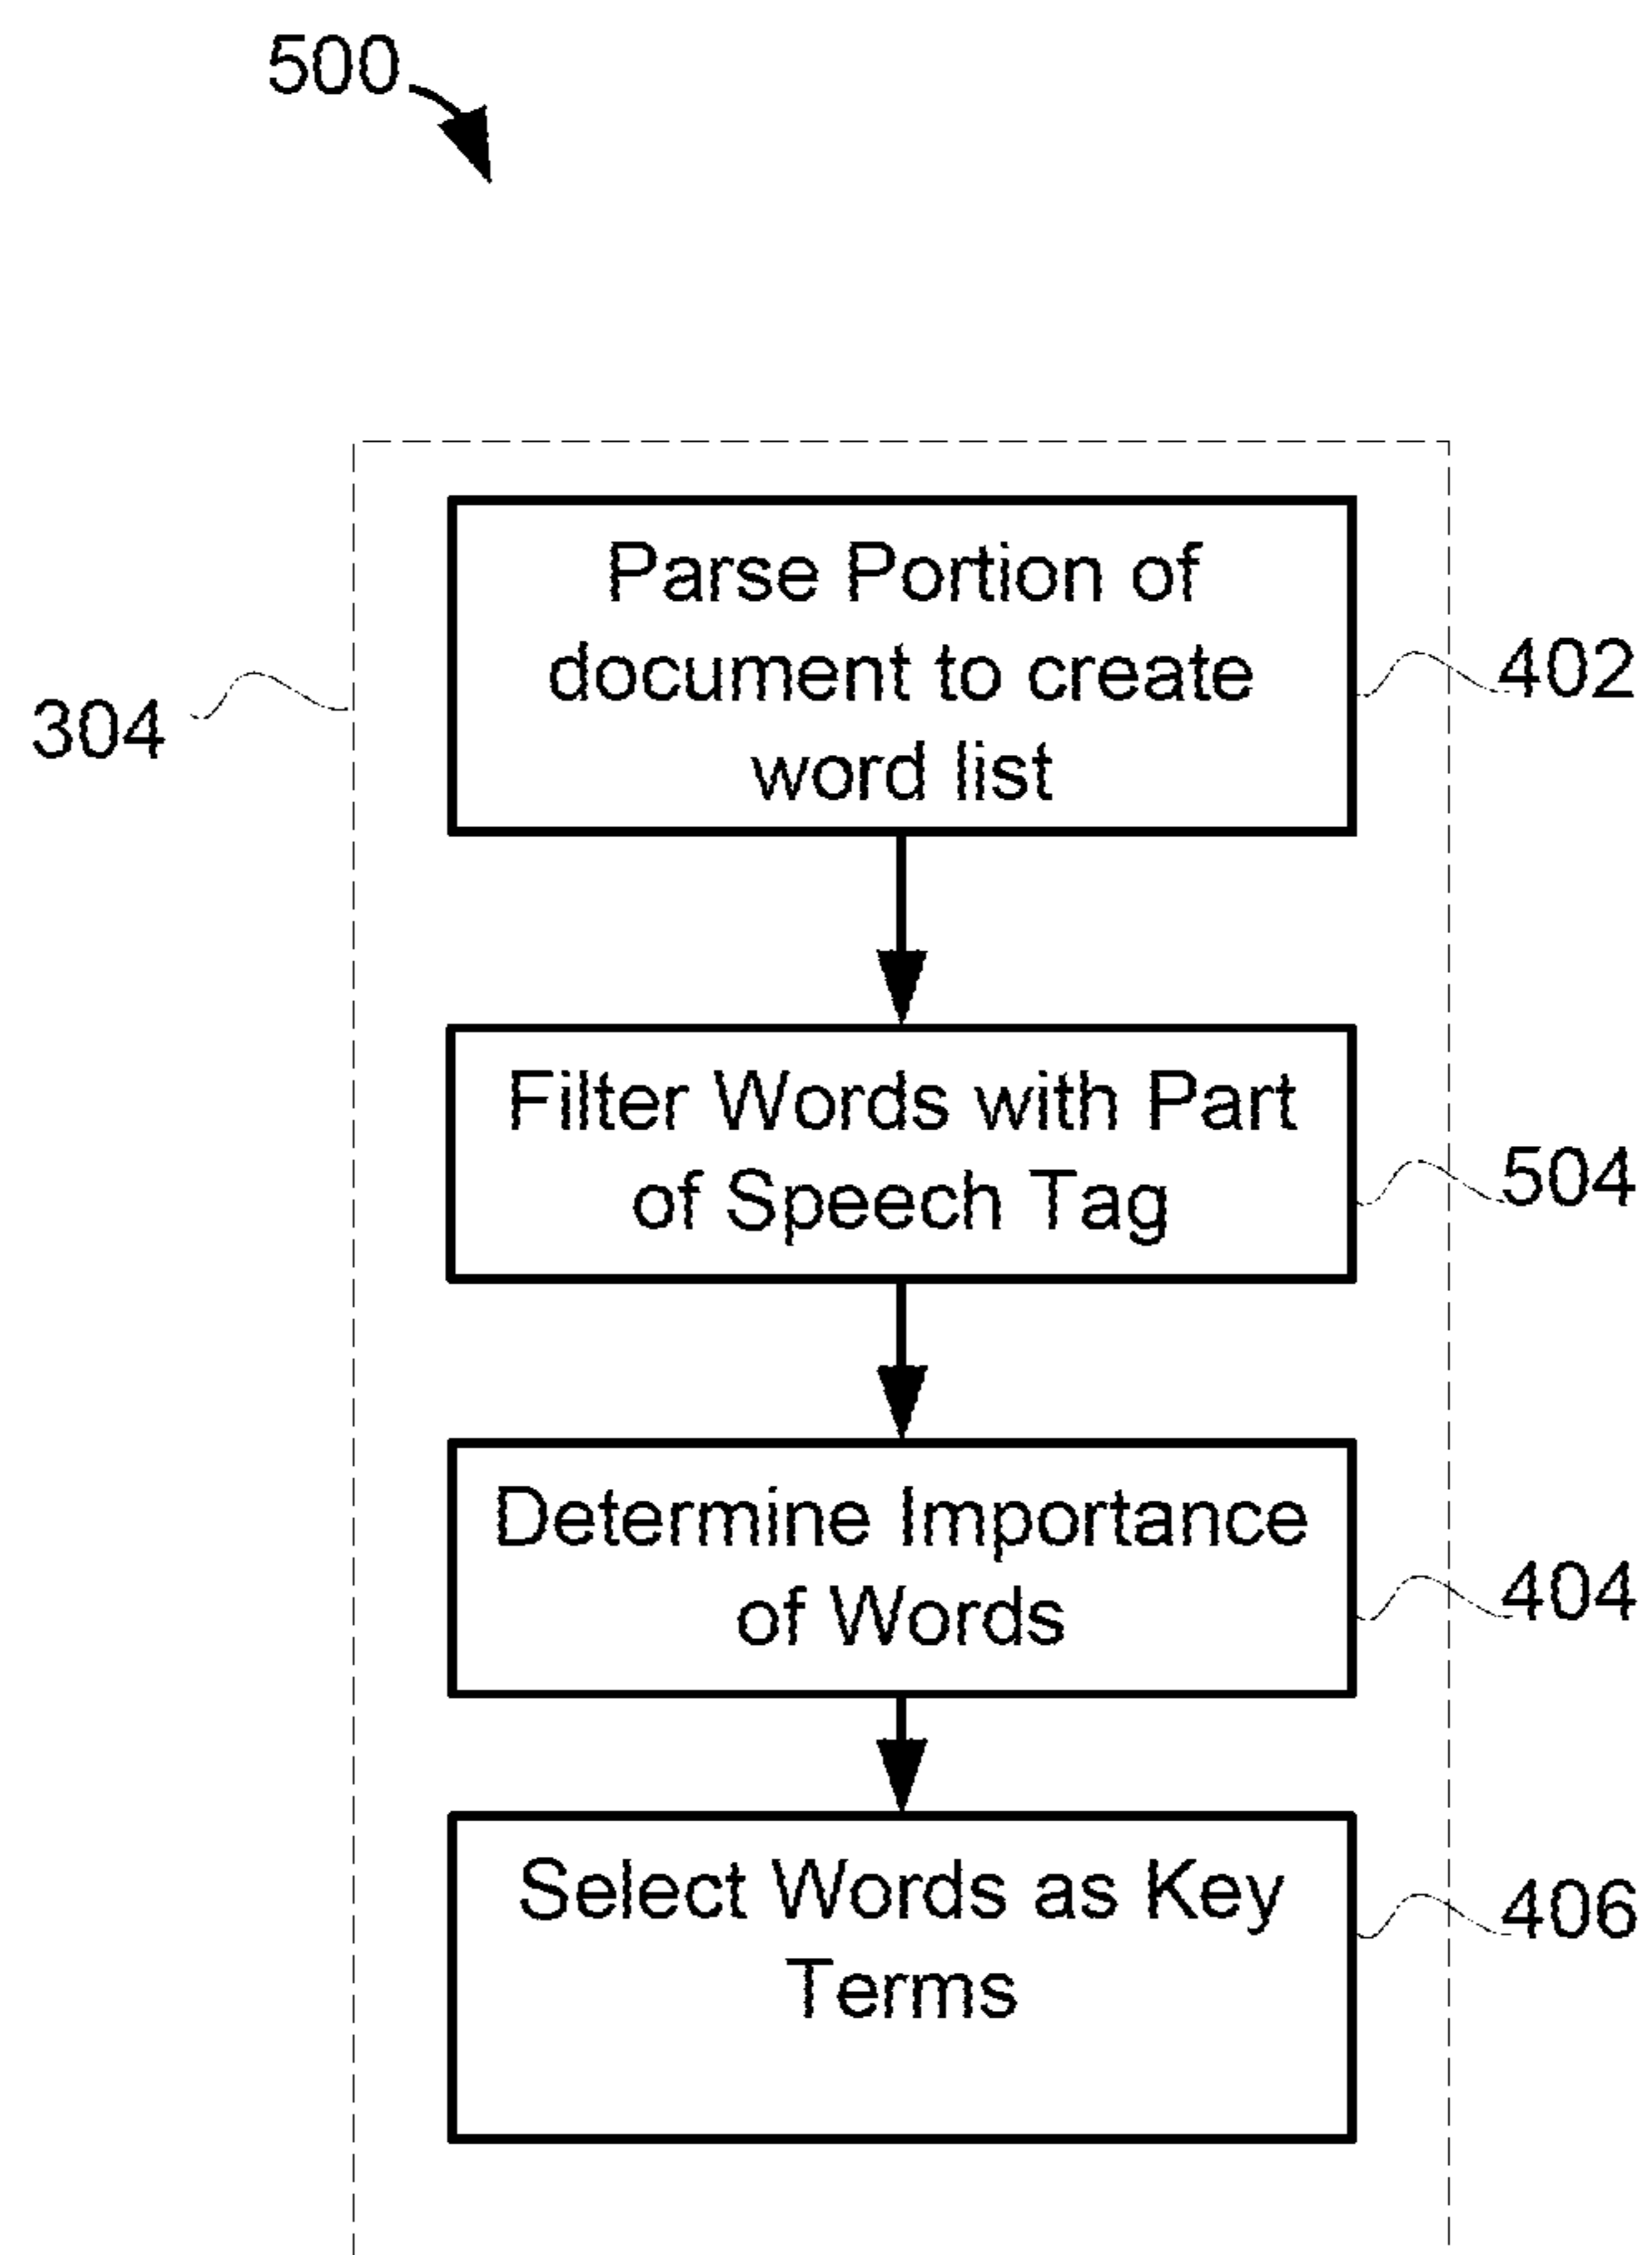 500
Parse Portion of
document to create
word list
402
304
Filter Words with Part
of Speech Tag
504
Determine Importance
of Words
404
Select Words as Key
Terms
406